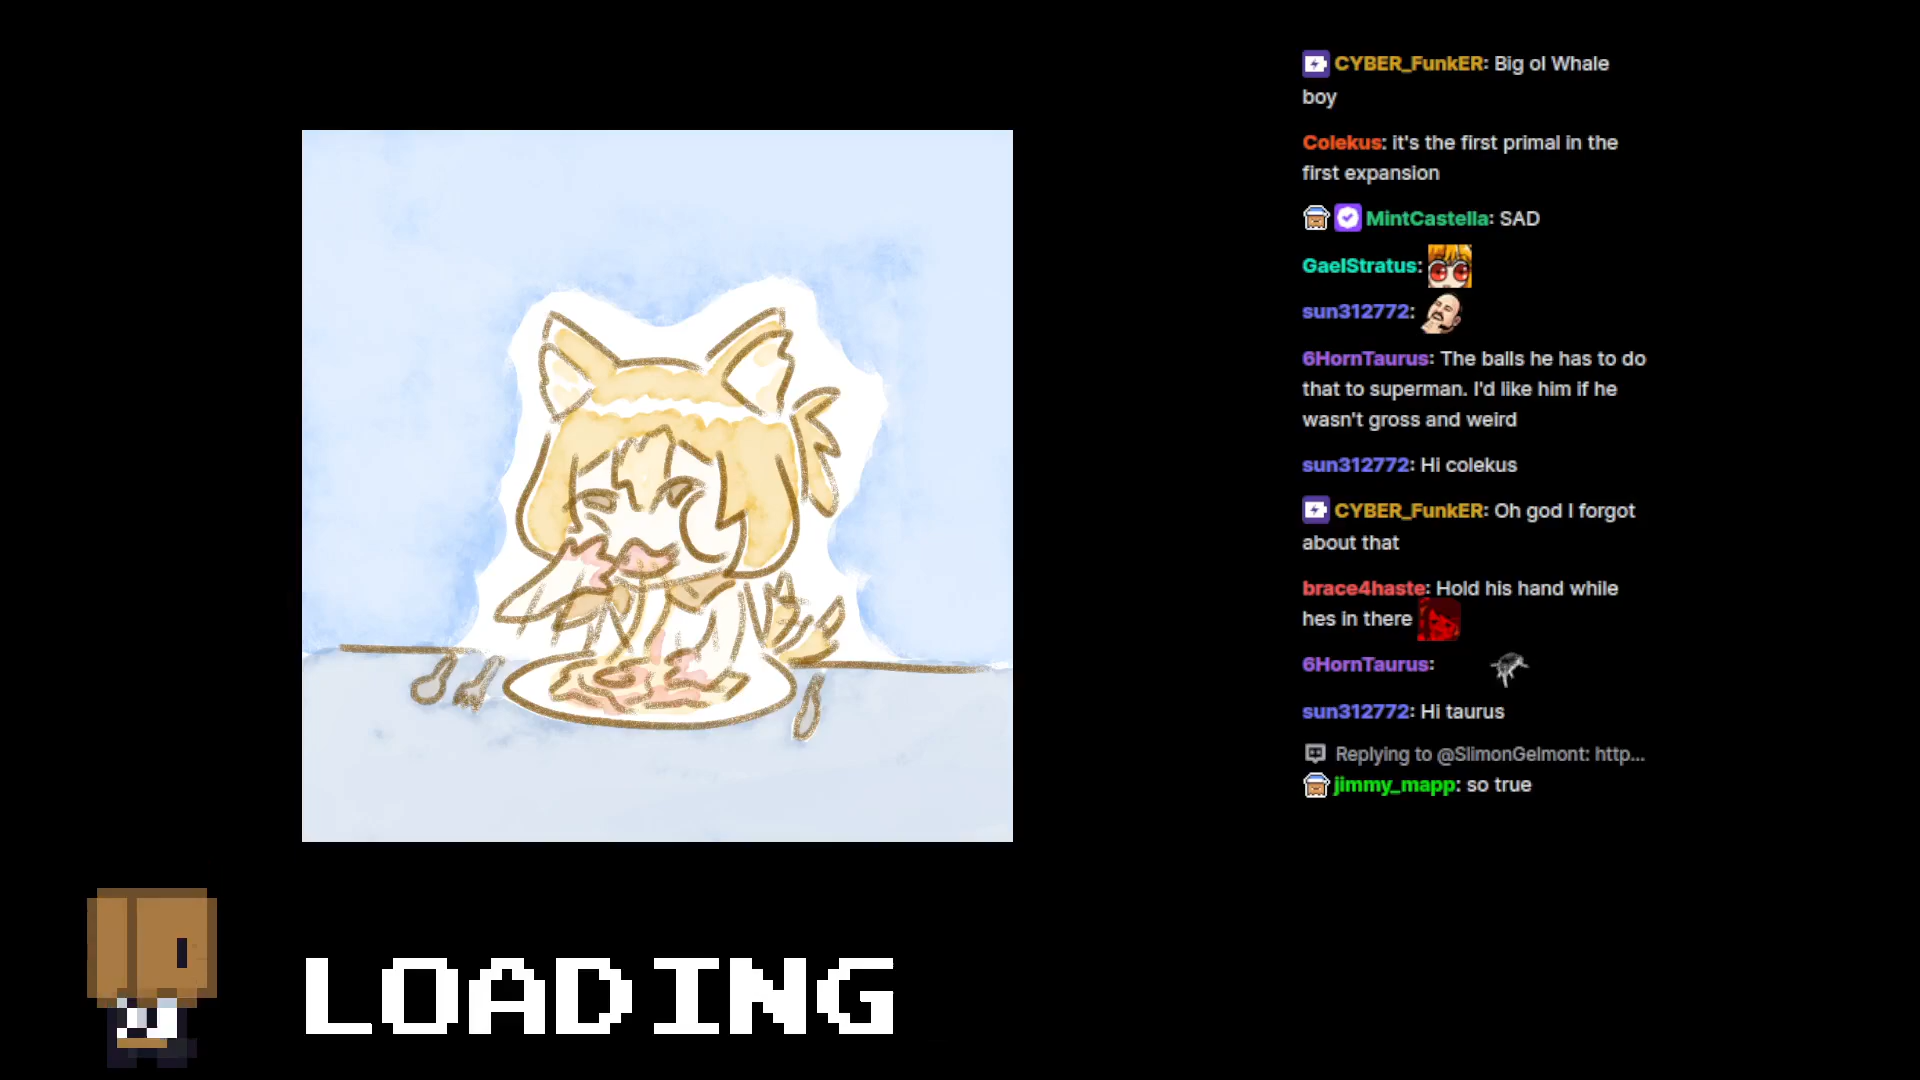 CYBER_FunkER: Big ol Whale
boy
Colekus: it's the first primal in the
first expansion
MintCastella: SAD
GaelStratus:
sun312772:
6HornTaurus: The balls he has to do
that to superman. I'd like him if he
wasn't gross and weird
sun312772: Hi colekus
CYBER_FunkER: Oh god I forgot
about that
brace4haste: Hold his hand while
hes in there
6HornTaurus:
sun312772: Hi taurus
Replying to @SlimonGelmont: http...
jimmy_mapp: so true
LOADING